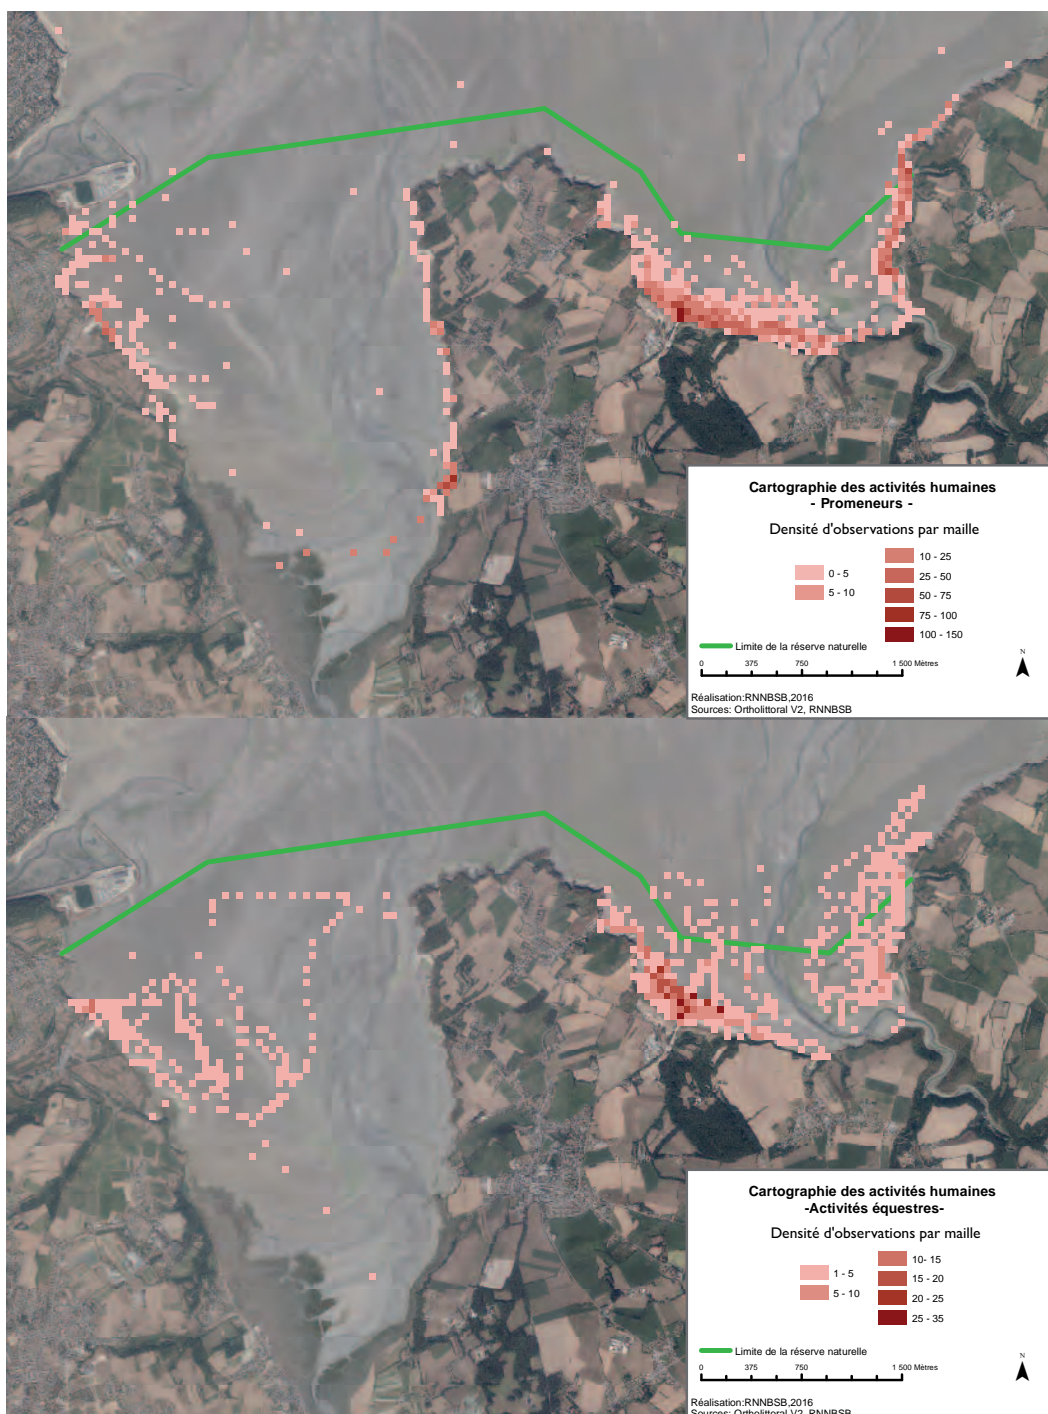 Cartographie des activités humaines
- Promeneurs -
Densité d'observations par maille
0 - 5
5 - 10
10 - 25
25 - 50
50 - 75
75 - 100
100 - 150
Limite de la réserve naturelle
0 375 750 1 500 Mètres
N
Réalisation:RNNBSB,2016
Sources: Ortholittoral V2, RNNBSB
Cartographie des activités humaines
-Activités équestres-
Densité d'observations par maille
1 - 5
5 - 10
10- 15
15 - 20
20 - 25
25 - 35
Limite de la réserve naturelle
0 375 750 1 500 Mètres
N
Réalisation:RNNBSB,2016
Sources: Ortholittoral V2, RNNBSB